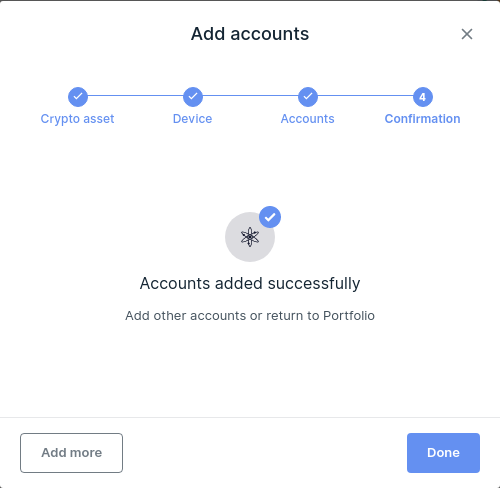 Add accounts
4
Crypto asset Device Accounts Confirmation
Accounts added successfully
Add other accounts or return to Portfolio
Add more Done